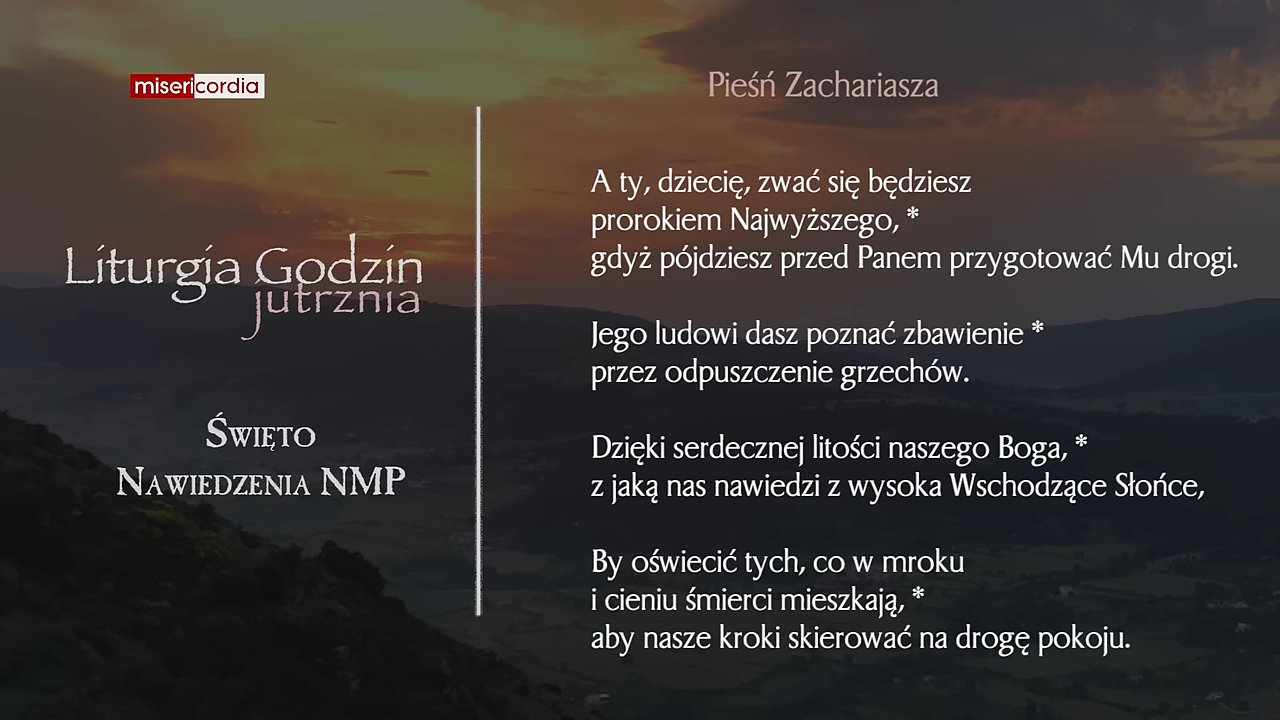 misericordia
Liturgia Godzin
jutrznia
Święto
Nawiedzenia NMP
Pieśń Zachariasza
A ty, dziecię, zwać się będziesz
prorokiem Najwyższego, *
gdyż pójdziesz przed Panem przygotować Mu drogi.
Jego ludowi dasz poznać zbawienie *
przez odpuszczenie grzechów.
Dzięki serdecznej litości naszego Boga, *
z jaką nas nawiedzi z wysoka Wschodzące Słońce,
By oświecić tych, co w mroku
i cieniu śmierci mieszkają, *
aby nasze kroki skierować na drogę pokoju.